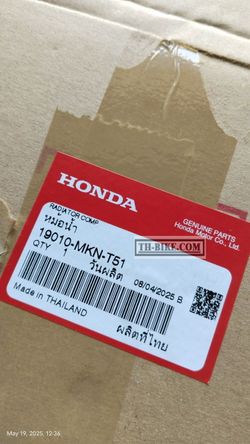 HONDA
GENUINE PARTS
Honda Motor Co., Ltd.
RADIATOR COMP
หม้อน้ำ
19010-MKN-T51
QTY 1 วันผลิต 08/04/2025 B
Made in THAILAND ผลิตที่ไทย
TH-BIKE.COM
May 19, 2025, 12:36